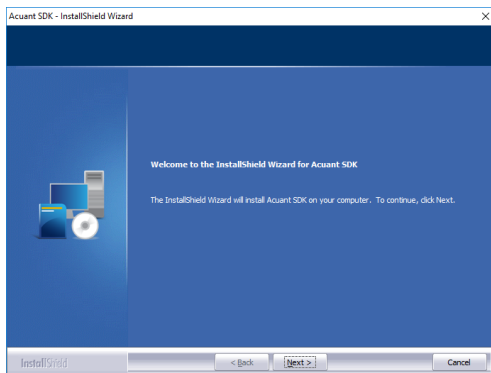 Acuant SDK - InstallShield Wizard
Welcome to the InstallShield Wizard for Acuant SDK
The InstallShield Wizard will install Acuant SDK on your computer. To continue, click Next.
InstallShield
< Back
Next >
Cancel